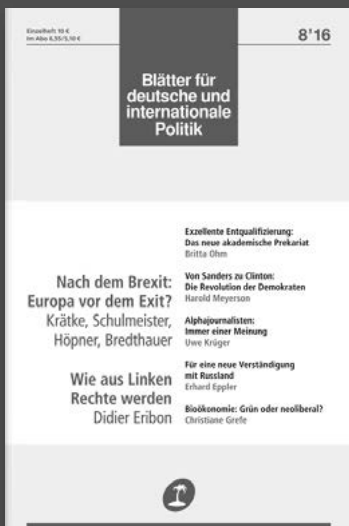 Einzelheft 10 €
Im Abo 6,55/5,10 €
8'16
Blätter für
deutsche und
internationale
Politik
Nach dem Brexit:
Europa vor dem Exit?
Krätke, Schulmeister,
Höpner, Bredthauer
Wie aus Linken
Rechte werden
Didier Eribon
Exzellente Entqualifizierung:
Das neue akademische Prekariat
Britta Ohm
Von Sanders zu Clinton:
Die Revolution der Demokraten
Harold Meyerson
Alphajournalisten:
Immer einer Meinung
Uwe Krüger
Für eine neue Verständigung
mit Russland
Erhard Eppler
Bioökonomie: Grün oder neoliberal?
Christiane Grefe